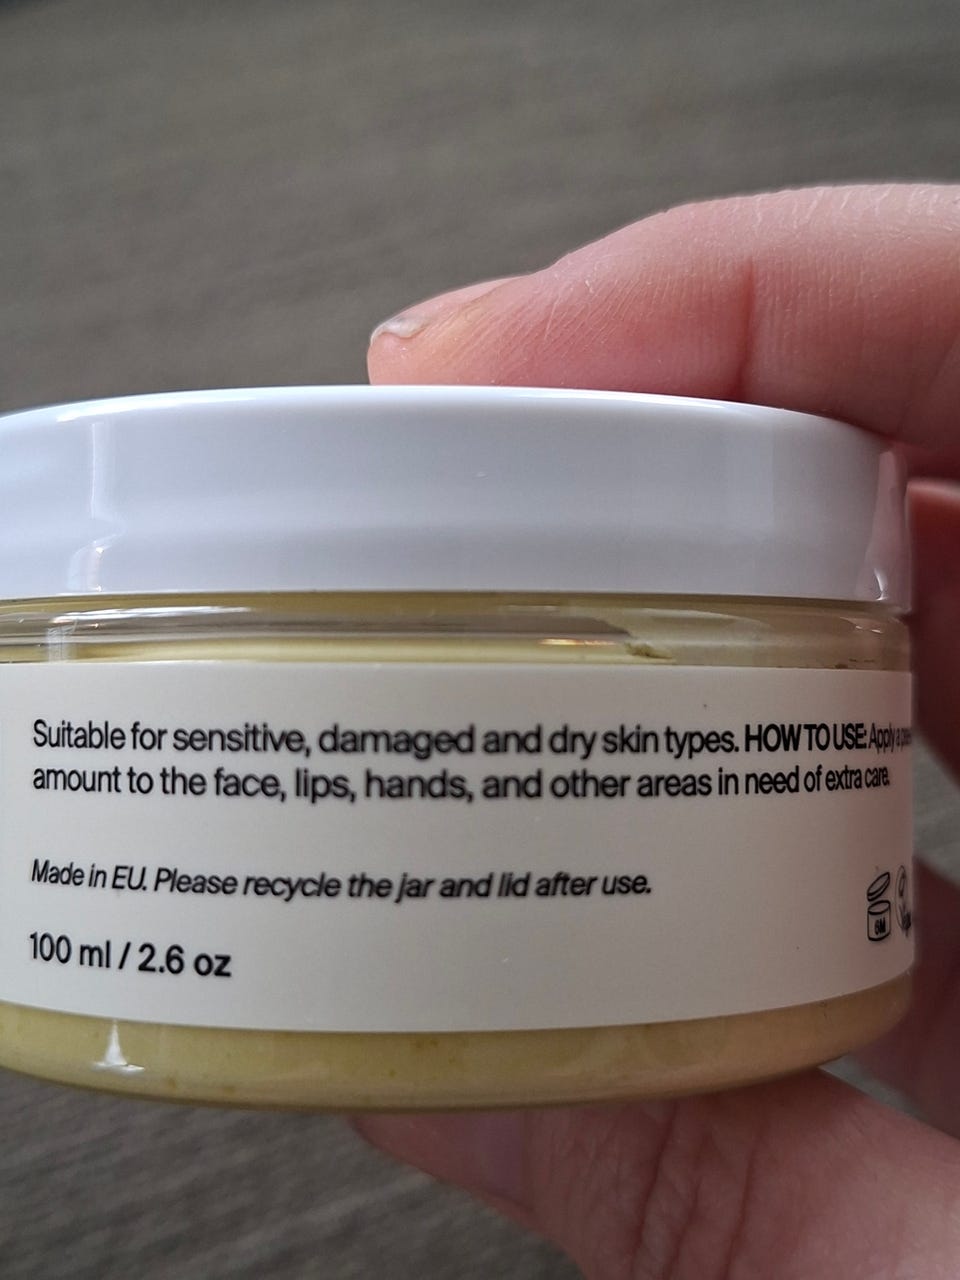 Suitable for sensitive, damaged and dry skin types. HOW TO USE: Apply a
amount to the face, lips, hands, and other areas in need of extra care.
Made in EU. Please recycle the jar and lid after use.
6M
100 ml / 2.6 oz